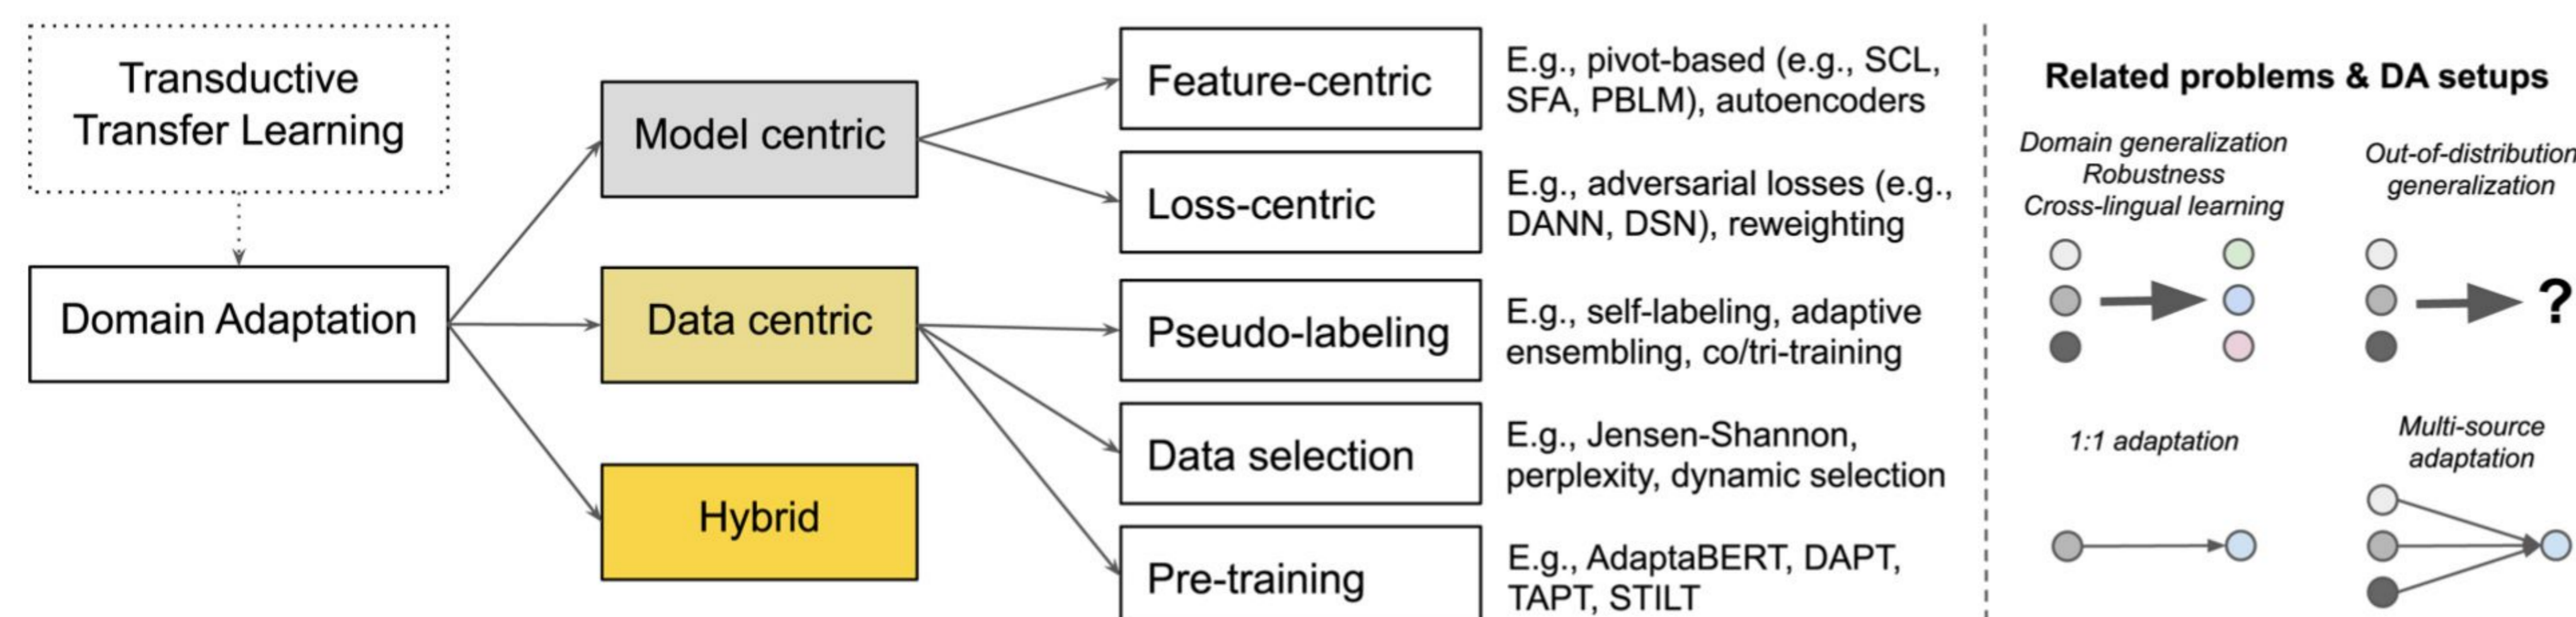 Transductive
Transfer Learning
Domain Adaptation
Model centric
Data centric
Hybrid
Feature-centric
Loss-centric
Pseudo-labeling
Data selection
Pre-training
E.g., pivot-based (e.g., SCL,
SFA, PBLM), autoencoders
E.g., adversarial losses (e.g.,
DANN, DSN), reweighting
E.g., self-labeling, adaptive
ensembling, co/tri-training
E.g., Jensen-Shannon,
perplexity, dynamic selection
E.g., AdaptaBERT, DAPT,
TAPT, STILT
Related problems & DA setups
Domain generalization
Robustness
Cross-lingual learning
Out-of-distribution
generalization
?
1:1 adaptation
Multi-source
adaptation